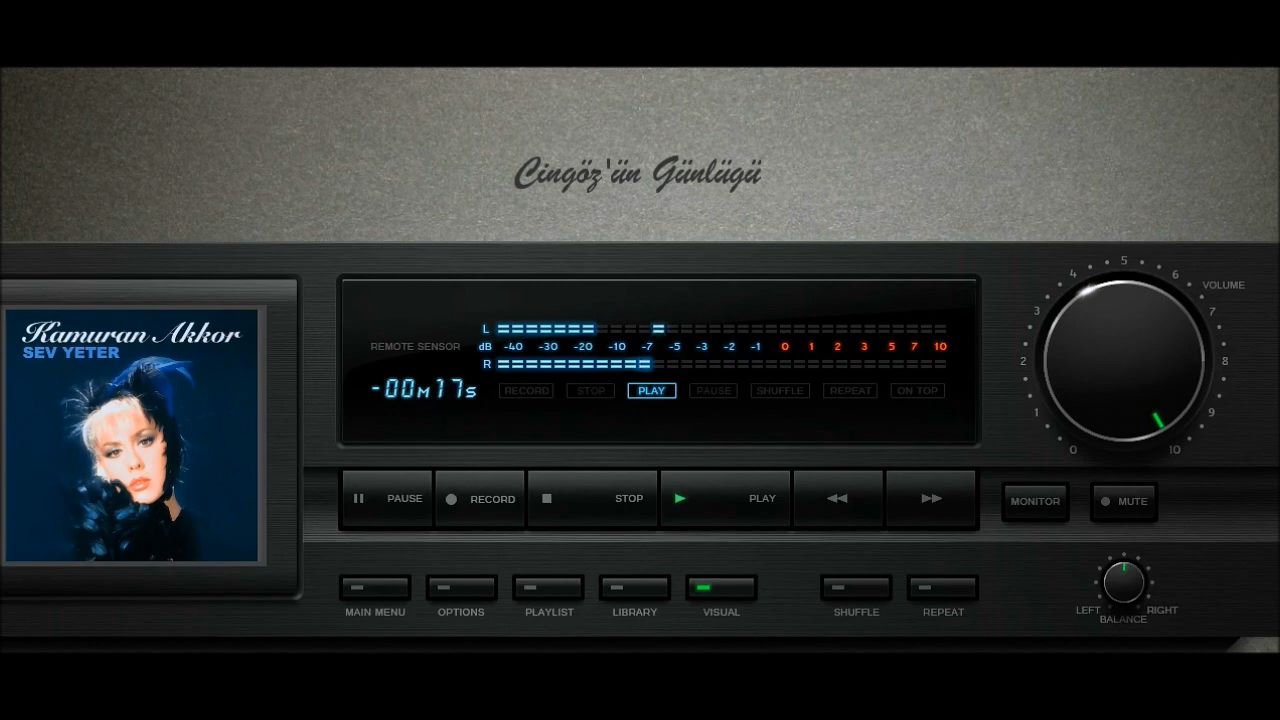 Cingöz'ün Günlügü
Kamuran Akkor
SEV YETER
REMOTE SENSOR
L
dB -40 -30 -20 -10 -7 -5 -3 -2 -1 0 1 2 3 5 7 10
R
-00M17S
RECORD STOP PLAY PAUSE SHUFFLE REPEAT ON TOP
0 1 2 3 4 5 6 7 8 9 10
VOLUME
PAUSE RECORD STOP PLAY
MONITOR MUTE
MAIN MENU OPTIONS PLAYLIST LIBRARY VISUAL SHUFFLE REPEAT
LEFT RIGHT
BALANCE